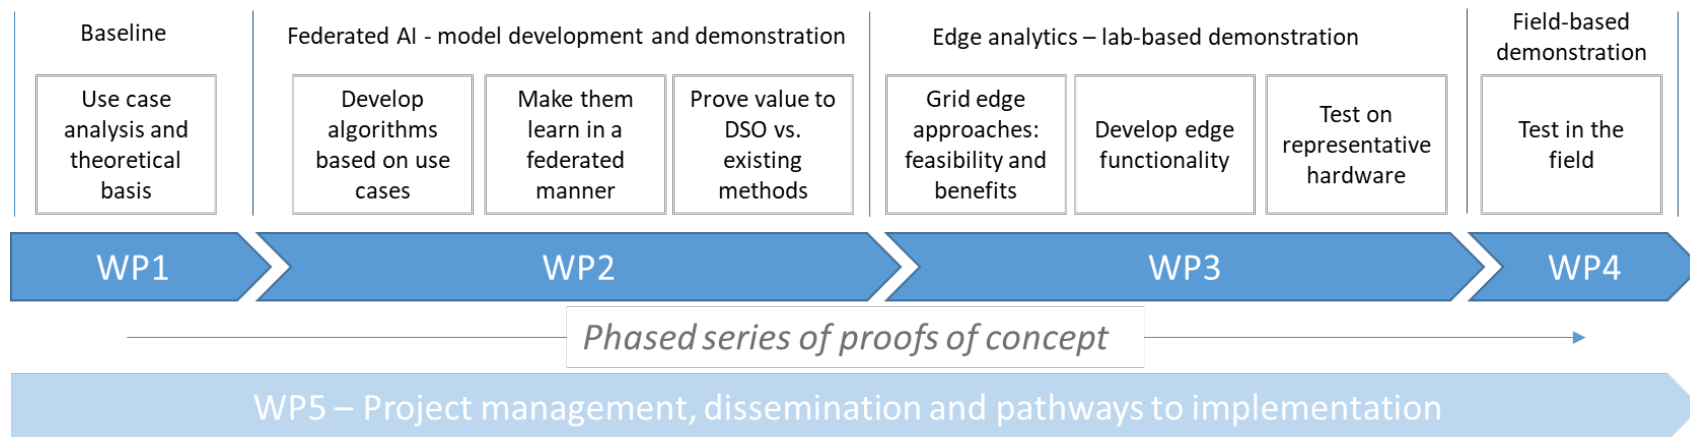 Baseline
Use case
analysis and
theoretical
basis
Federated AI - model development and demonstration
Develop
algorithms
based on use
cases
Make them
learn in a
federated
manner
Prove value to
DSO vs.
existing
methods
Edge analytics – lab-based demonstration
Grid edge
approaches:
feasibility and
benefits
Develop edge
functionality
Test on
representative
hardware
Field-based
demonstration
Test in the
field
WP1
WP2
WP3
WP4
Phased series of proofs of concept
WP5 – Project management, dissemination and pathways to implementation